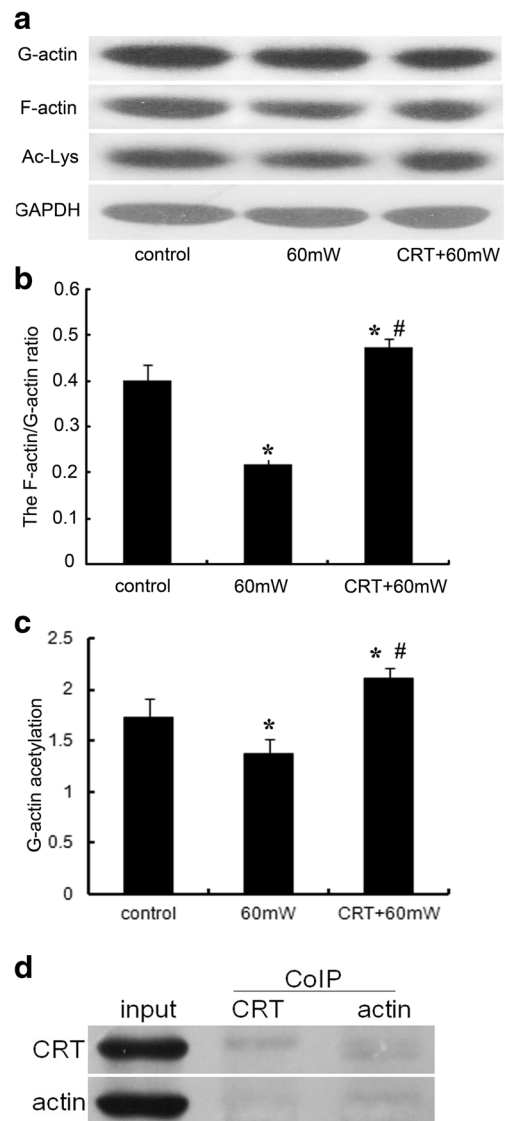 a
G-actin
F-actin
Ac-Lys
GAPDH
control 60mW CRT+60mW
b
The F-actin/G-actin ratio
0.6
0.5
* #
0.4
0.3
*
0.2
0.1
0
control 60mW CRT+60mW
c
G-actin acetylation
2.5
* #
2
*
1.5
1
0.5
0
control 60mW CRT+60mW
d
CoIP
input CRT actin
CRT
actin